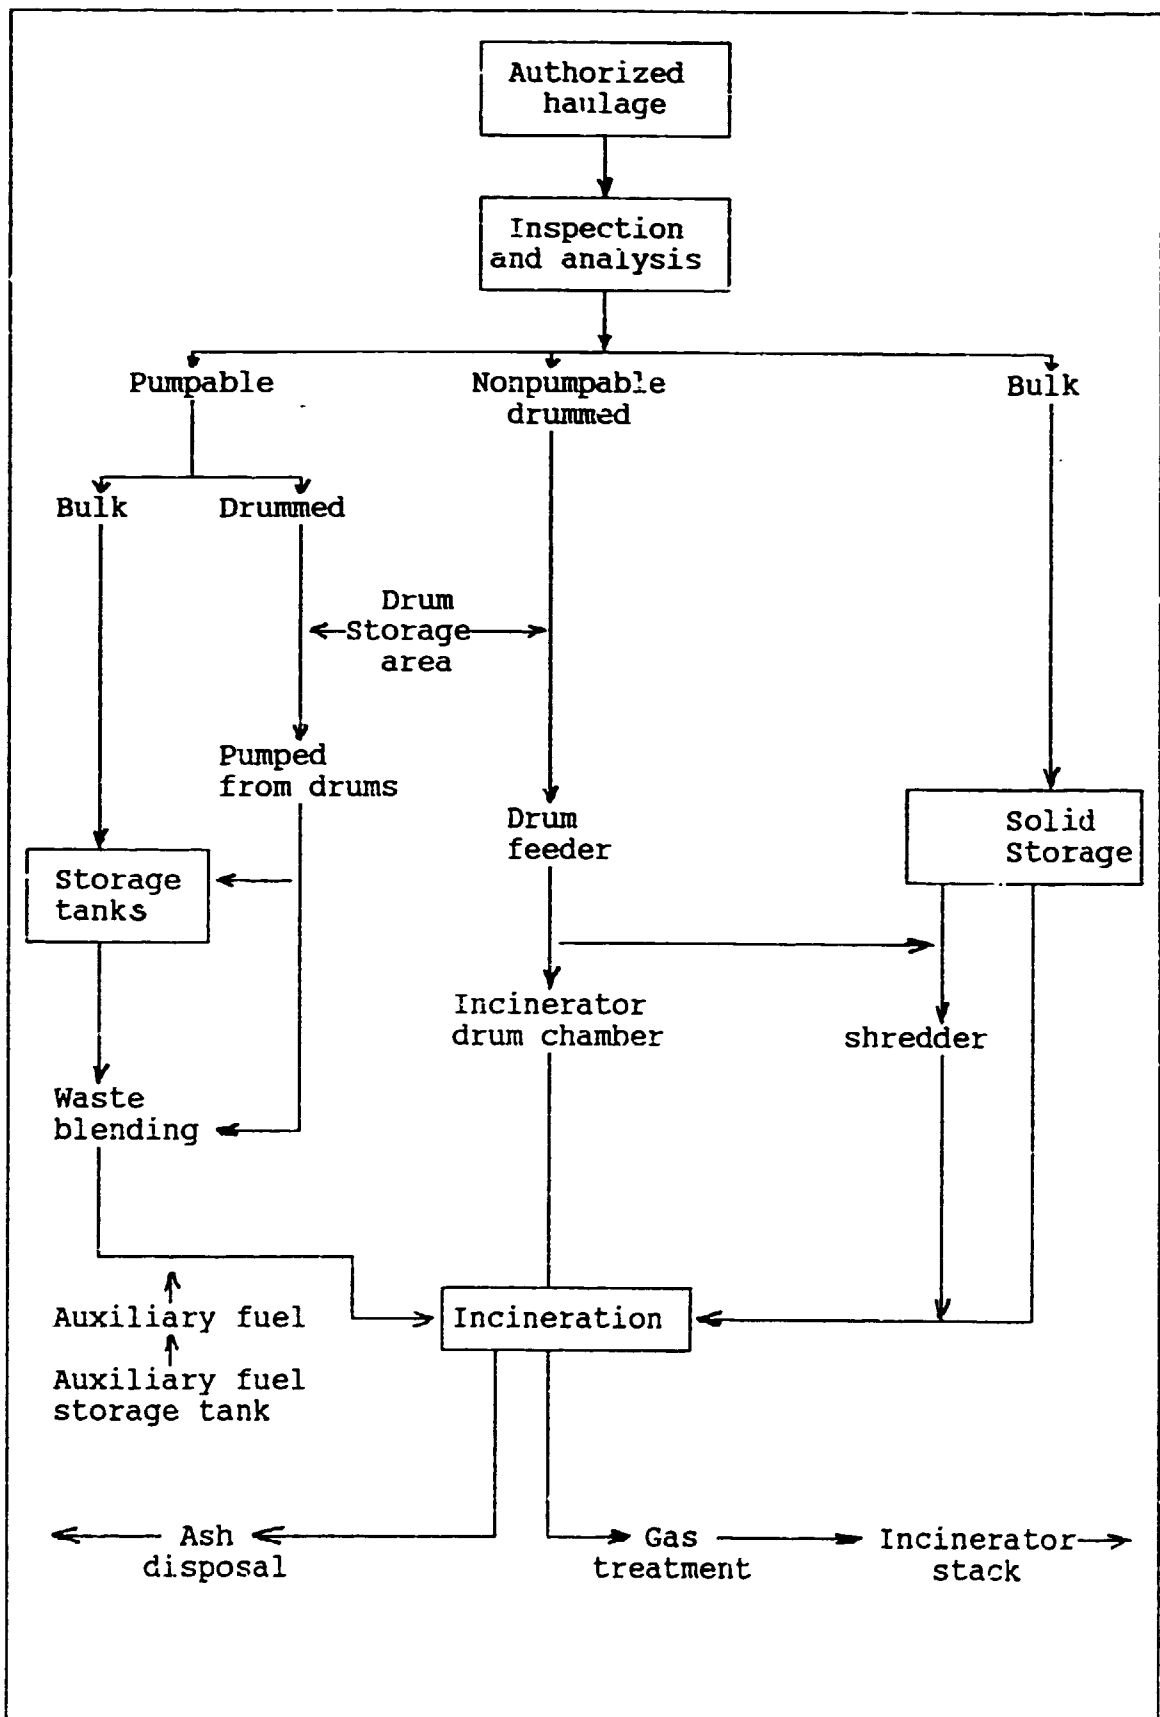 Authorized
haulage
Inspection
and analysis
Pumpable
Nonpumpable
drummed
Bulk
Bulk
Drummed
Drum
Storage
area
Pumped
from drums
Drum
feeder
Solid
Storage
Storage
tanks
Incinerator
drum chamber
shredder
Waste
blending
Auxiliary fuel
Incineration
Auxiliary fuel
storage tank
Ash
disposal
Gas
treatment
Incinerator
stack